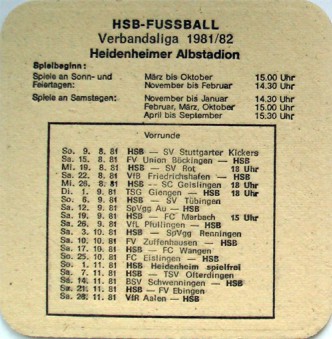 HSB-FUSSBALL
Verbandsliga 1981/82
Heidenheimer Albstadion
Spielbeginn:
Spiele an Sonn- und Feiertagen: März bis Oktober 15.00 Uhr
November bis Februar 14.30 Uhr
Spiele an Samstagen: November bis Januar 14.30 Uhr
Februar, März, Oktober 15.00 Uhr
April bis September 15.30 Uhr
Vorrunde
So. 9. 8. 81 HSB — SV Stuttgarter Kickers
Sa. 15. 8. 81 FV Union Böckingen — HSB
Mi. 19. 8. 81 HSB — SV Rot 18 Uhr
Sa. 22. 8. 81 VfB Friedrichshafen — HSB
Mi. 26. 8. 81 HSB — SC Geislingen 18 Uhr
Di. 1. 9. 81 TSG Giengen — HSB 18 Uhr
So. 6. 9. 81 HSB — SV Tübingen
Sa. 12. 9. 81 SpVgg Au — HSB
Sa. 19. 9. 81 HSB — FC Marbach 15 Uhr
Sa. 26. 9. 81 VfL Pfullingen — HSB
Sa. 3. 10. 81 HSB — SpVgg Renningen
Sa. 10. 10. 81 FV Zuffenhausen — HSB
Sa. 17. 10. 81 HSB — FC Wangen
So. 25. 10. 81 FC Eislingen — HSB
So. 1. 11. 81 HSB Heidenheim spielfrei
Sa. 7. 11. 81 HSB — TSV Ofterdingen
Sa. 14. 11. 81 BSV Schwenningen — HSB
Sa. 21. 11. 81 HSB — FV Ebingen
Sa. 28. 11. 81 VfR Aalen — HSB